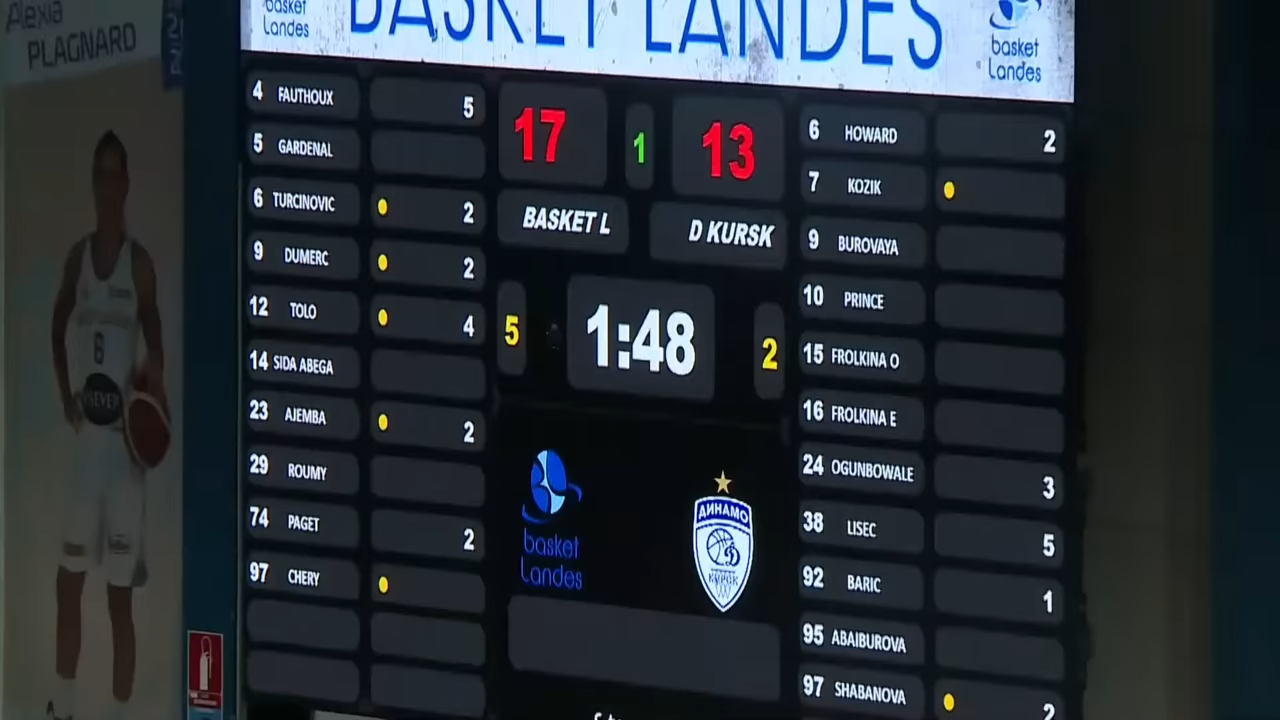 Alexia
PLAGNARD
basket
Landes
BASKET LANDES
basket
Landes
4 FAUTHOUX 5
5 GARDENAL
6 TURCINOVIC 2
9 DUMERC 2
12 TOLO 4
14 SIDA ABEGA
23 AJEMBA 2
29 ROUMY
74 PAGET 2
97 CHERY
17 1 13
BASKET L D KURSK
5 1:48 2
basket
Landes
ДИНАМО
КУРСК
6 HOWARD 2
7 KOZIK
9 BUROVAYA
10 PRINCE
15 FROLKINA O
16 FROLKINA E
24 OGUNBOWALE 3
38 LISEC 5
92 BARIC 1
95 ABAIBUROVA
97 SHABANOVA 2
6